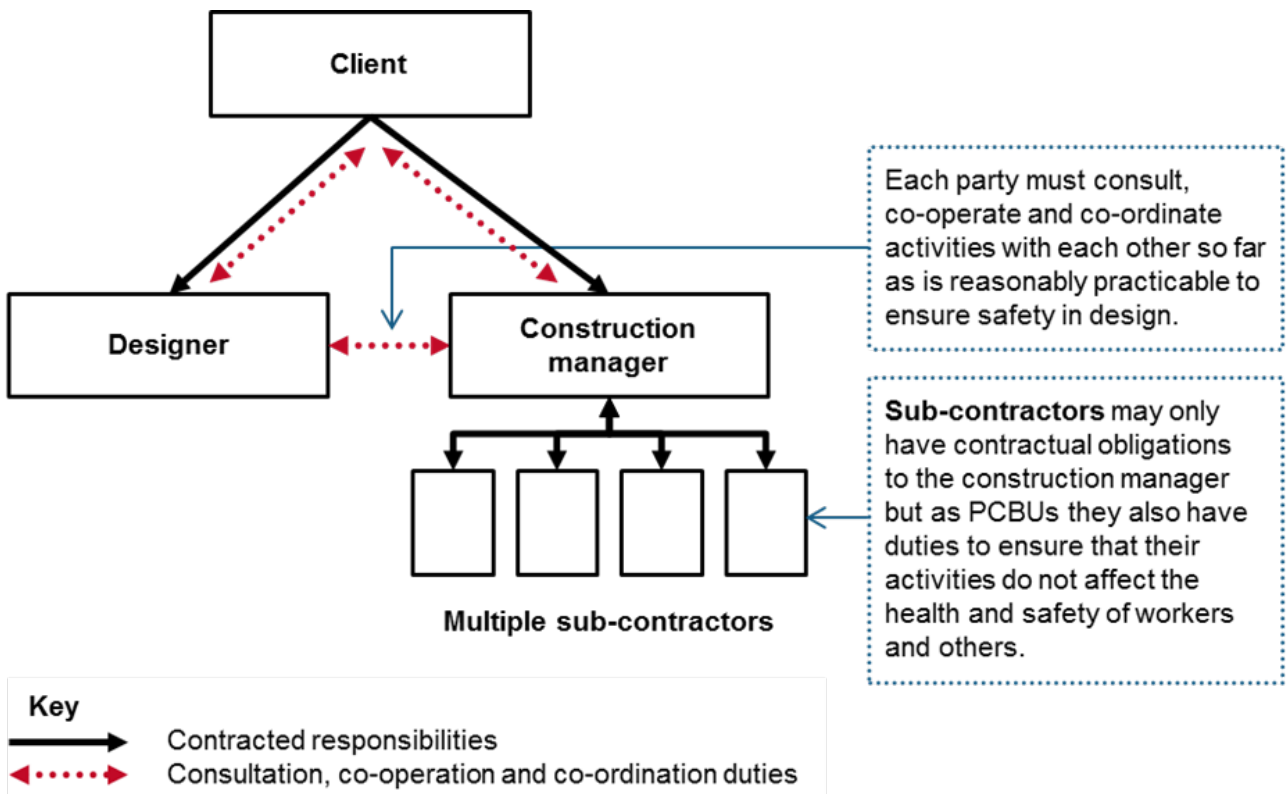 Client
Each party must consult,
co-operate and co-ordinate
activities with each other so far
as is reasonably practicable to
ensure safety in design.
Designer
Construction
manager
Sub-contractors may only
have contractual obligations
to the construction manager
but as PCBUs they also have
duties to ensure that their
activities do not affect the
health and safety of workers
and others.
Multiple sub-contractors
Key
Contracted responsibilities
Consultation, co-operation and co-ordination duties